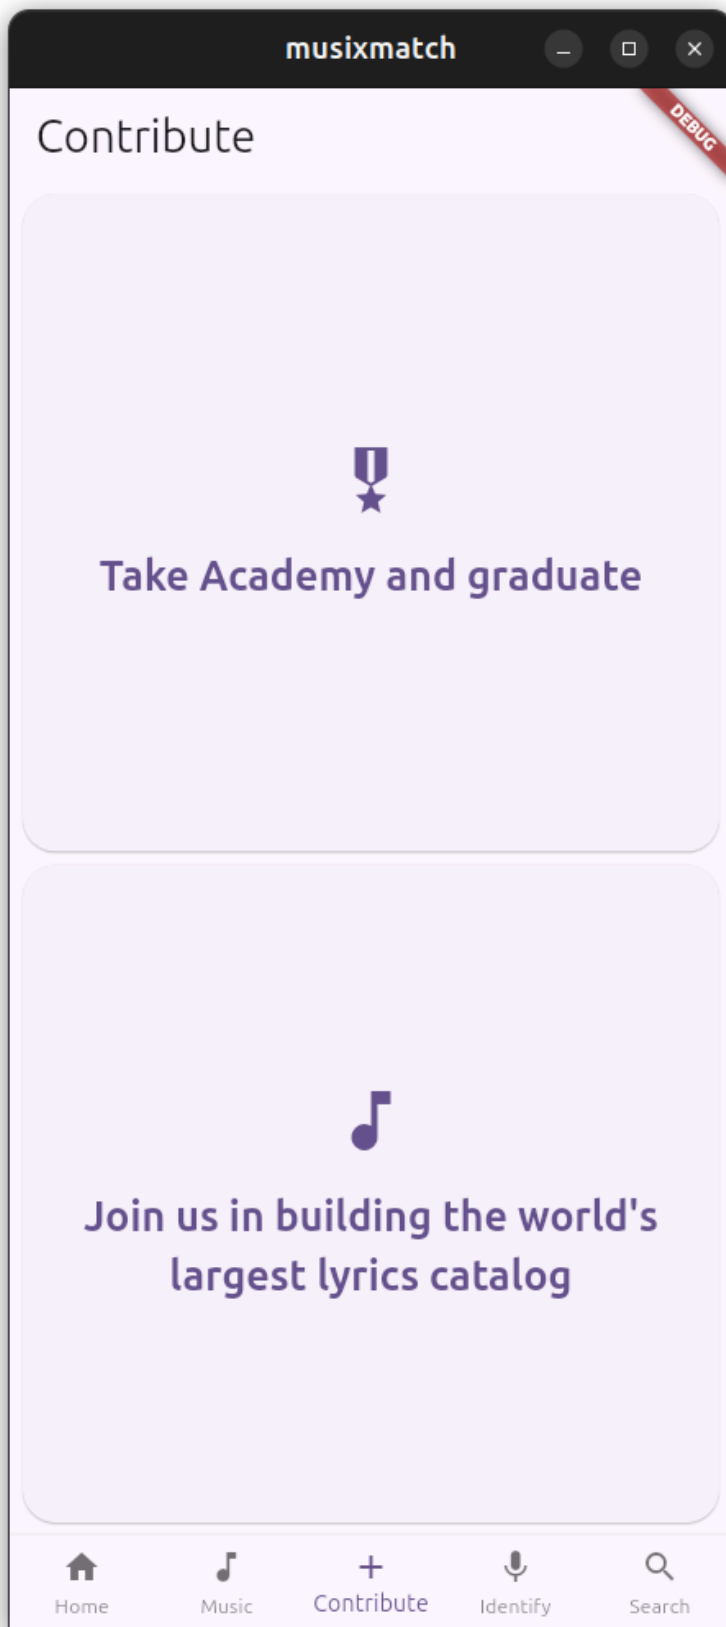 musixmatch
Contribute
DEBUG
Take Academy and graduate
Join us in building the world's
largest lyrics catalog
Home
Music
Contribute
Identify
Search